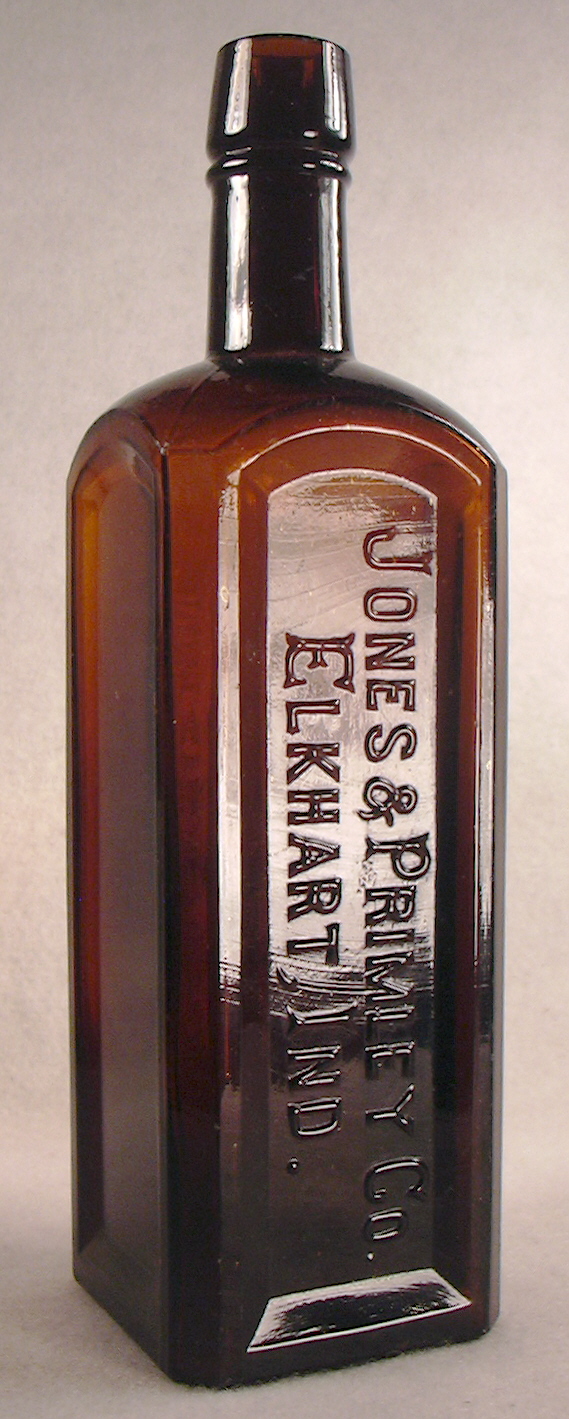 JONES & PRIMLEY CO.
ELKHART, IND.